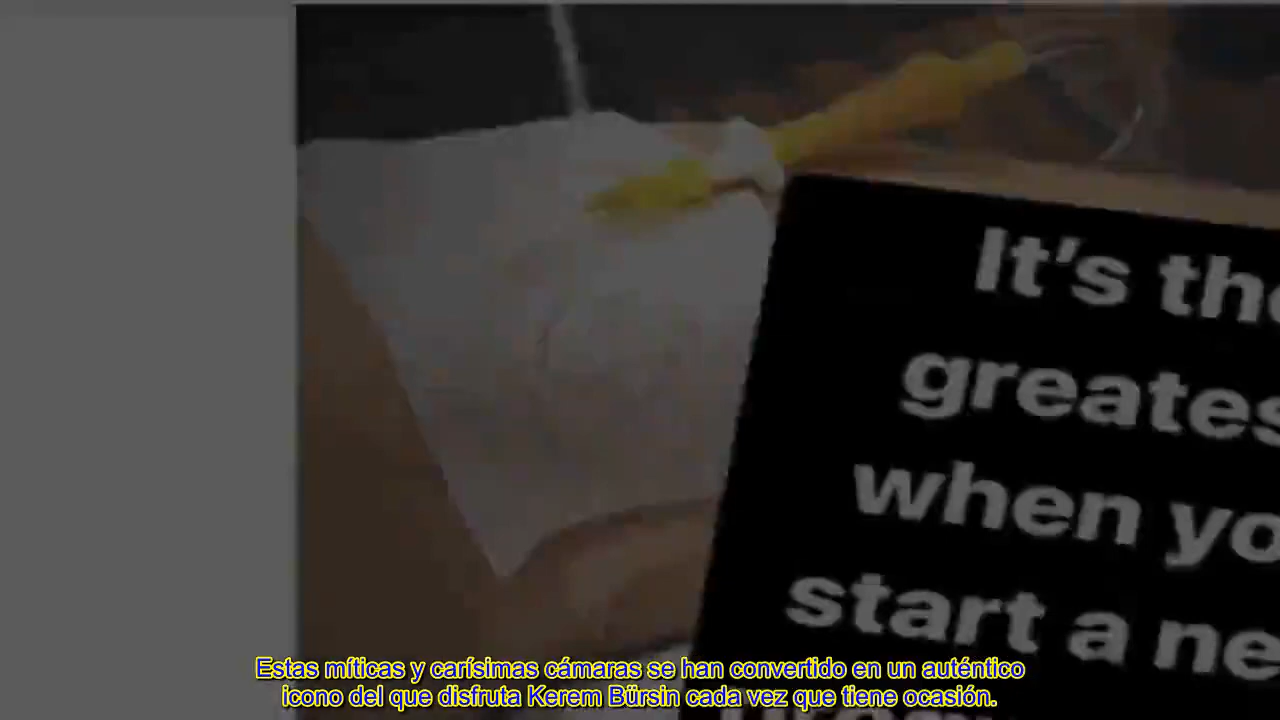 It's the
greates
when yo
start a ne
Estas míticas y carísimas cámaras se han convertido en un auténtico
icono del que disfruta Kerem Bürsin cada vez que tiene ocasión.